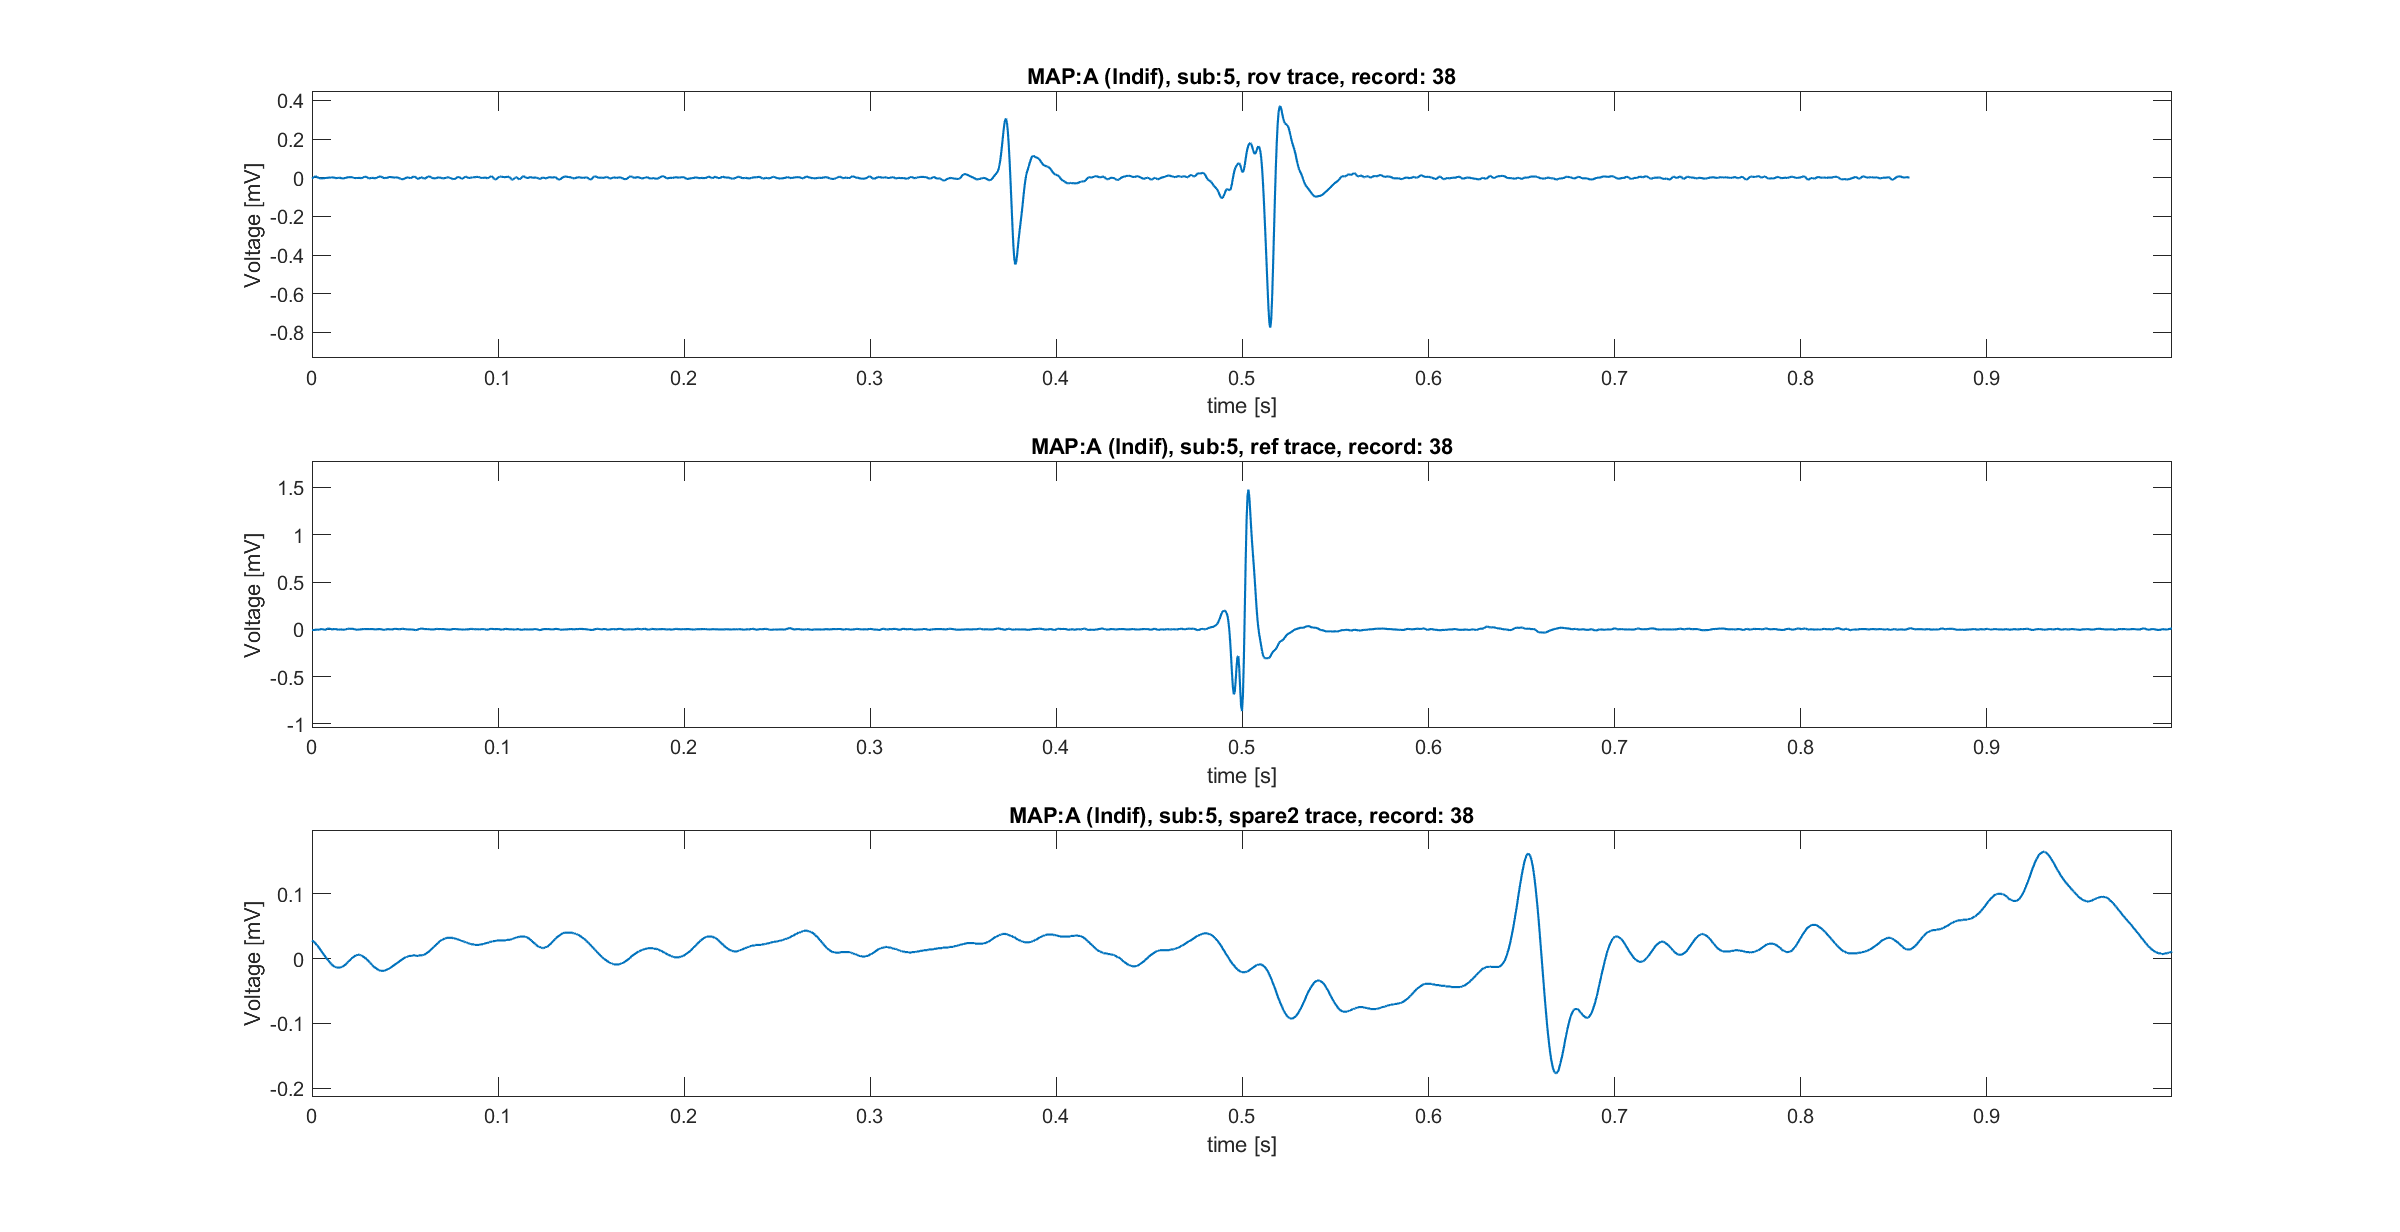 MAP:A (Indif), sub:5, rov trace, record: 38
0.4
0.2
0
-0.2
-0.4
-0.6
-0.8
Voltage [mV]
0 0.1 0.2 0.3 0.4 0.5 0.6 0.7 0.8 0.9
time [s]
MAP:A (Indif), sub:5, ref trace, record: 38
1.5
1
0.5
0
-0.5
-1
Voltage [mV]
0 0.1 0.2 0.3 0.4 0.5 0.6 0.7 0.8 0.9
time [s]
MAP:A (Indif), sub:5, spare2 trace, record: 38
0.1
0
-0.1
-0.2
Voltage [mV]
0 0.1 0.2 0.3 0.4 0.5 0.6 0.7 0.8 0.9
time [s]